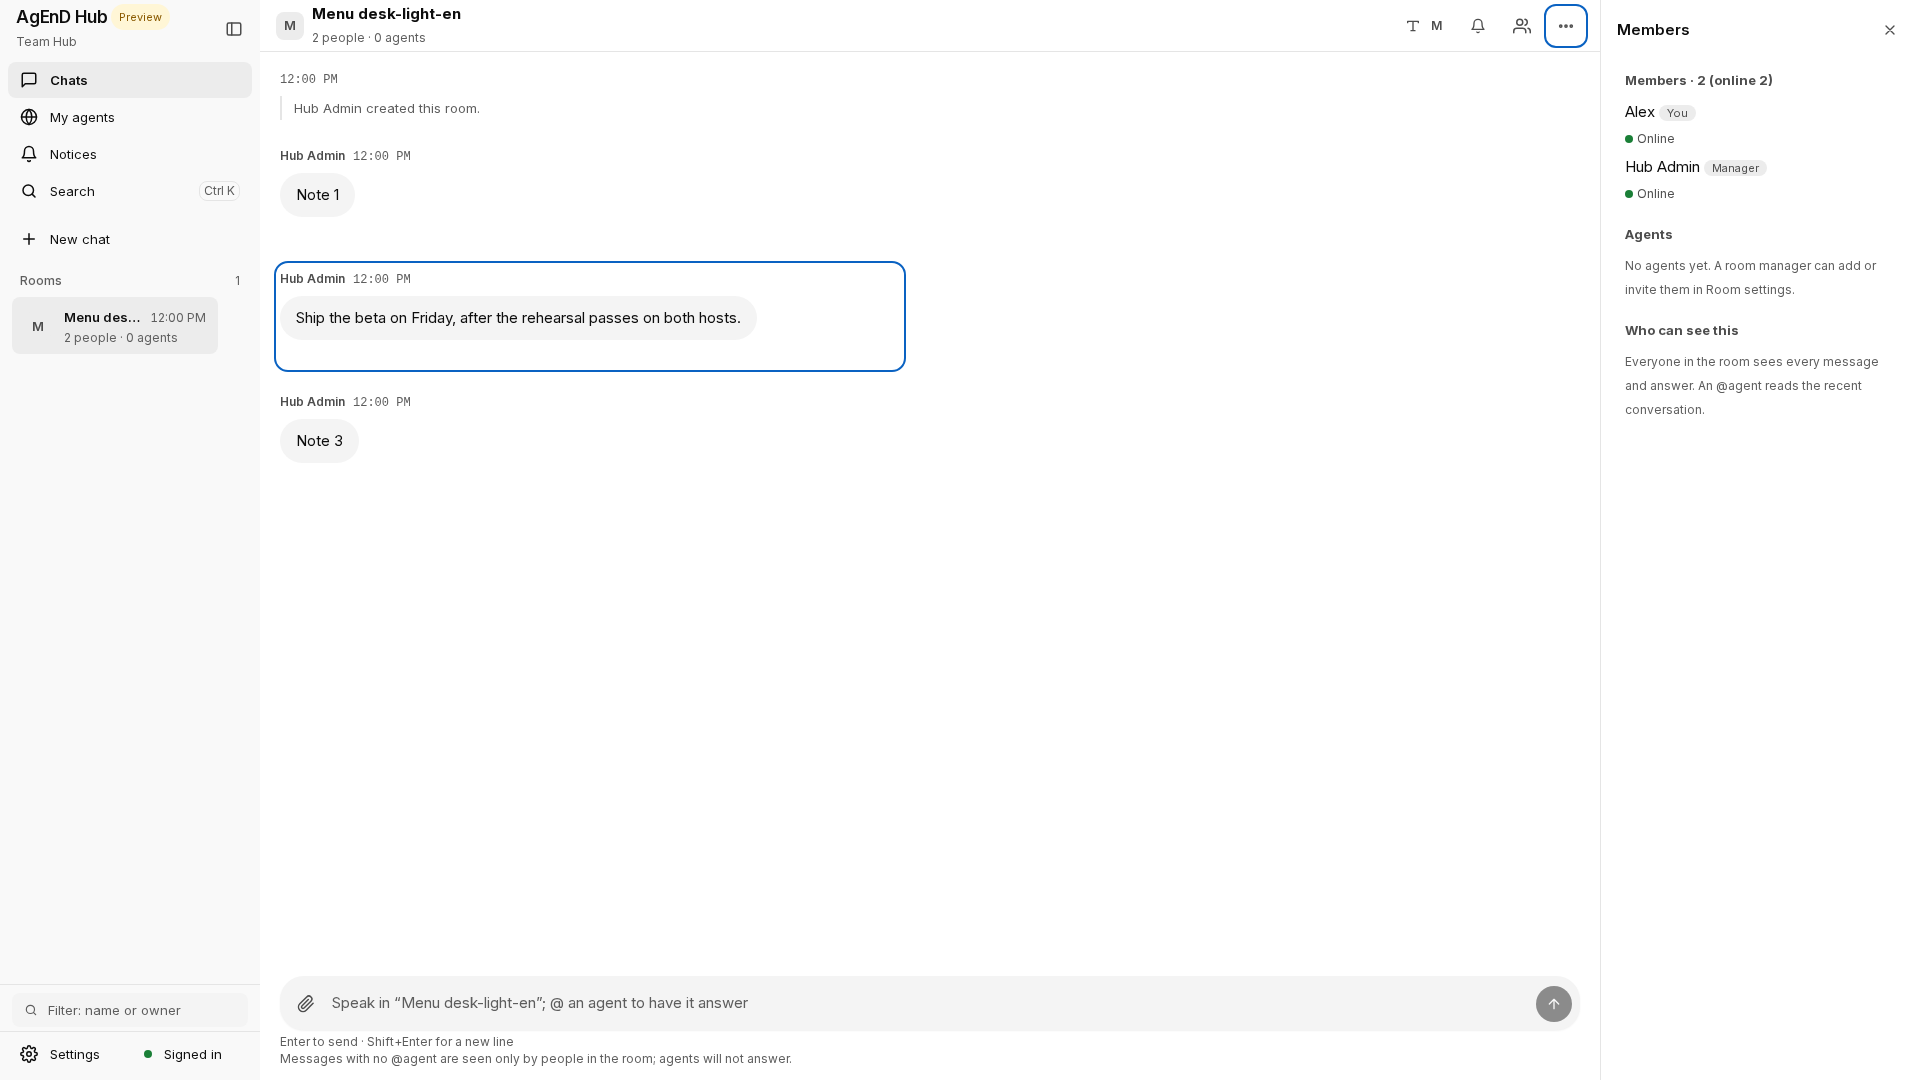 AgEnD Hub Preview
Team Hub
Chats
My agents
Notices
Search Ctrl K
New chat
Rooms 1
M Menu des… 12:00 PM
2 people · 0 agents
Filter: name or owner
Settings Signed in
M Menu desk-light-en
2 people · 0 agents
M
12:00 PM
Hub Admin created this room.
Hub Admin 12:00 PM
Note 1
Hub Admin 12:00 PM
Ship the beta on Friday, after the rehearsal passes on both hosts.
Hub Admin 12:00 PM
Note 3
Speak in “Menu desk-light-en”; @ an agent to have it answer
Enter to send · Shift+Enter for a new line
Messages with no @agent are seen only by people in the room; agents will not answer.
Members
Members · 2 (online 2)
Alex You
Online
Hub Admin Manager
Online
Agents
No agents yet. A room manager can add or
invite them in Room settings.
Who can see this
Everyone in the room sees every message
and answer. An @agent reads the recent
conversation.